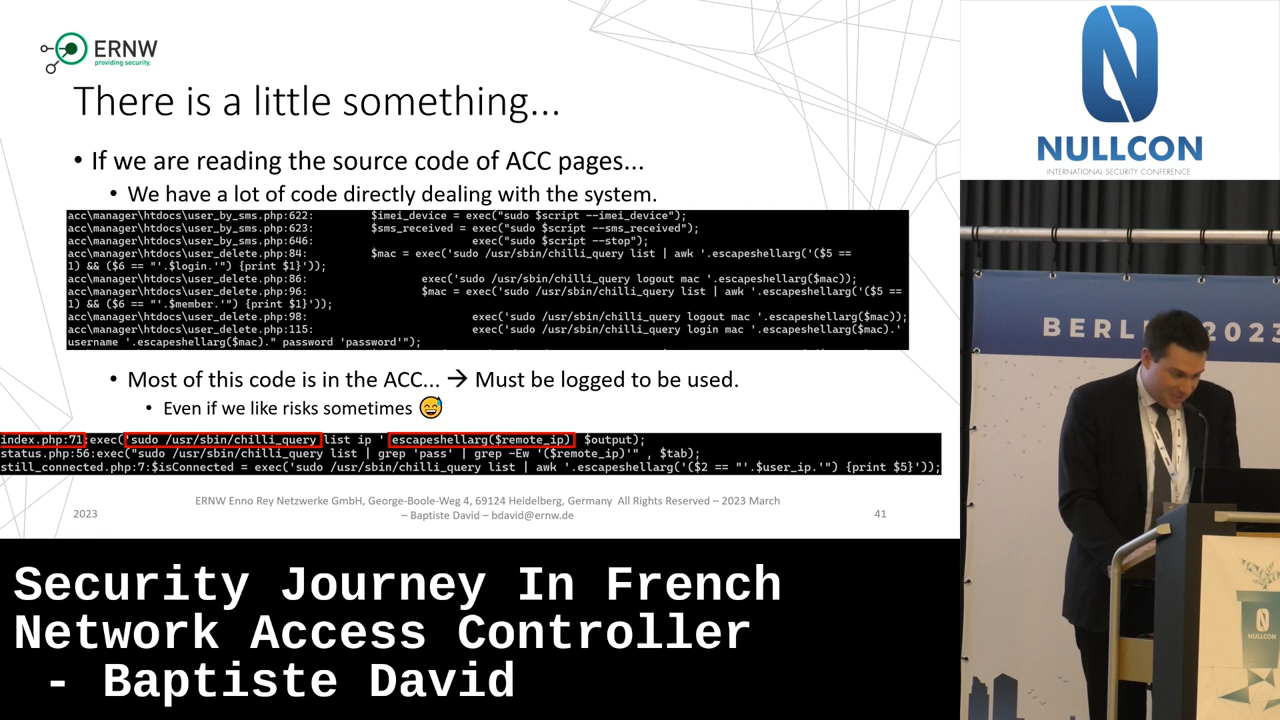 ERNW
providing security.
There is a little something...
• If we are reading the source code of ACC pages...
• We have a lot of code directly dealing with the system.
acc\manager\htdocs\user_by_sms.php:622: $imei_device = exec("sudo $script --imei_device");
acc\manager\htdocs\user_by_sms.php:623: $sms_received = exec("sudo $script --sms_received");
acc\manager\htdocs\user_by_sms.php:646: exec("sudo $script --stop");
acc\manager\htdocs\user_delete.php:84: $mac = exec('sudo /usr/sbin/chilli_query list | awk '.escapeshellarg('($5 ==
1) && ($6 == "'.$login.'") {print $1}'));
acc\manager\htdocs\user_delete.php:86: exec('sudo /usr/sbin/chilli_query logout mac '.escapeshellarg($mac));
acc\manager\htdocs\user_delete.php:96: $mac = exec('sudo /usr/sbin/chilli_query list | awk '.escapeshellarg('($5 ==
1) && ($6 == "'.$member.'") {print $1}'));
acc\manager\htdocs\user_delete.php:98: exec('sudo /usr/sbin/chilli_query logout mac '.escapeshellarg($mac));
acc\manager\htdocs\user_delete.php:115: exec('sudo /usr/sbin/chilli_query login mac '.escapeshellarg($mac).'
username '.escapeshellarg($mac)." password 'password'");
• Most of this code is in the ACC... → Must be logged to be used.
• Even if we like risks sometimes 😅
index.php:71:exec('sudo /usr/sbin/chilli_query list ip ' escapeshellarg($remote_ip) $output);
status.php:56:exec("sudo /usr/sbin/chilli_query list | grep 'pass' | grep -Ew '($remote_ip)'" , $tab);
still_connected.php:7:$isConnected = exec('sudo /usr/sbin/chilli_query list | awk '.escapeshellarg('($2 == "'.$user_ip.'") {print $5}'));
ERNW Enno Rey Netzwerke GmbH, George-Boole-Weg 4, 69124 Heidelberg, Germany All Rights Reserved – 2023 March
– Baptiste David – bdavid@ernw.de
2023
41
NULLCON
INTERNATIONAL SECURITY CONFERENCE
BERLI 2023
NULLCON
Security Journey In French
Network Access Controller
- Baptiste David